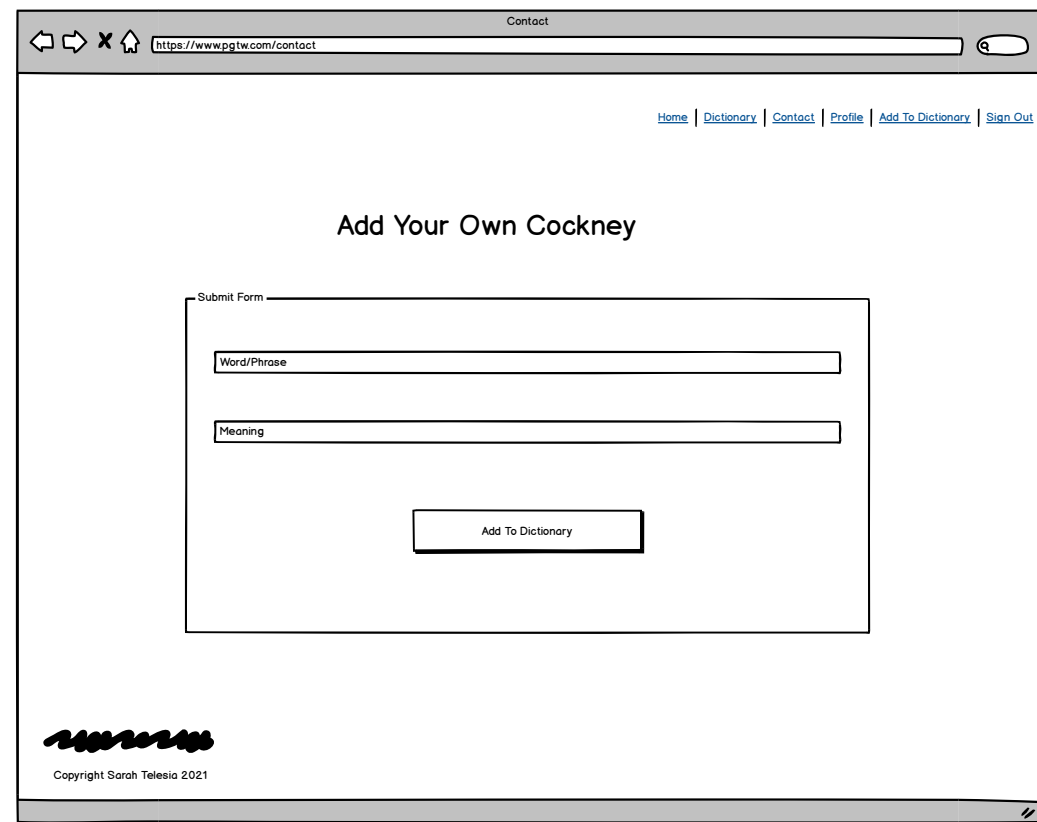 Contact
https://www.pgtw.com/contact
Home | Dictionary | Contact | Profile | Add To Dictionary | Sign Out
Add Your Own Cockney
Submit Form
Word/Phrase
Meaning
Add To Dictionary
Copyright Sarah Telesia 2021